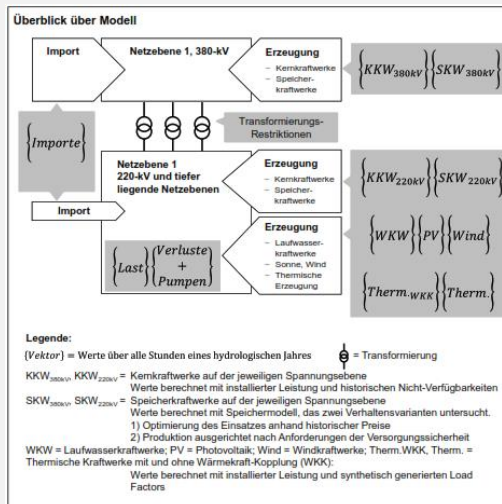 Überblick über Modell
Import
Netzebene 1, 380-kV
Erzeugung
− Kernkraftwerke
− Speicher-
kraftwerke
{KKW380kV}{SKW380kV}
{Importe}
Transformierungs-
Restriktionen
Netzebene 1
220-kV und tiefer
liegende Netzebenen
Erzeugung
− Kernkraftwerke
− Speicher-
kraftwerke
{KKW220kV}{SKW220kV}
Import
Erzeugung
− Laufwasser-
kraftwerke
− Sonne, Wind
− Thermische
Erzeugung
{WKW}{PV}{Wind}
{Last}{Verluste
+
Pumpen}
{Therm.WKK}{Therm.}
Legende:
{Vektor} = Werte über alle Stunden eines hydrologischen Jahres
= Transformierung
KKW380kV, KKW220kV = Kernkraftwerke auf der jeweiligen Spannungsebene
Werte berechnet mit installierter Leistung und historischen Nicht-Verfügbarkeiten
SKW380kV, SKW220kV = Speicherkraftwerke auf der jeweiligen Spannungsebene
Werte berechnet mit Speichermodel, das zwei Verhaltensvarianten untersucht.
1) Optimierung des Einsatzes anhand historischer Preise
2) Produktion ausgerichtet nach Anforderungen der Versorgungssicherheit
WKW = Laufwasserkraftwerke; PV = Photovoltaik; Wind = Windkraftwerke; Therm.WKK, Therm. =
Thermische Kraftwerke mit und ohne Wärmekraft-Kopplung (WKK):
Werte berechnet mit installierter Leistung und synthetisch generierten Load
Factors